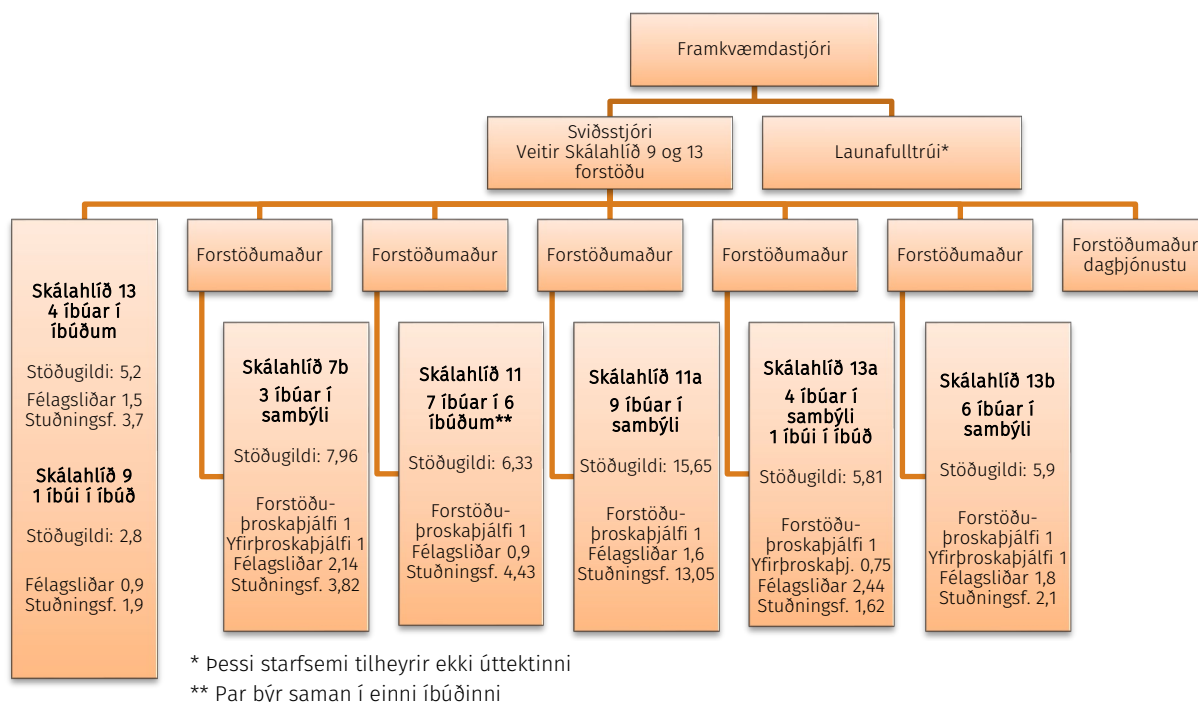 Framkvæmdastjóri
Sviðsstjóri
Veitir Skálahlíð 9 og 13
forstöðu
Launafulltrúi*
Skálahlíð 13
4 íbúar í
íbúðum
Stöðugildi: 5,2
Félagsliðar 1,5
Stuðningsf. 3,7
Skálahlíð 9
1 íbúi í íbúð
Stöðugildi: 2,8
Félagsliðar 0,9
Stuðningsf. 1,9
Forstöðumaður
Skálahlíð 7b
3 íbúar í
sambýli
Stöðugildi: 7,96
Forstöðu-
þroskaþjálfi 1
Yfirþroskaþjálfi 1
Félagsliðar 2,14
Stuðningsf. 3,82
Forstöðumaður
Skálahlíð 11
7 íbúar í 6
íbúðum**
Stöðugildi: 6,33
Forstöðu-
þroskaþjálfi 1
Félagsliðar 0,9
Stuðningsf. 4,43
Forstöðumaður
Skálahlíð 11a
9 íbúar í
sambýli
Stöðugildi: 15,65
Forstöðu-
þroskaþjálfi 1
Félagsliðar 1,6
Stuðningsf. 13,05
Forstöðumaður
Skálahlíð 13a
4 íbúar í
sambýli
1 íbúi í íbúð
Stöðugildi: 5,81
Forstöðu-
þroskaþjálfi 1
Yfirþroskaþj. 0,75
Félagsliðar 2,44
Stuðningsf. 1,62
Forstöðumaður
Skálahlíð 13b
6 íbúar í
sambýli
Stöðugildi: 5,9
Forstöðu-
þroskaþjálfi 1
Yfirþroskaþjálfi 1
Félagsliðar 1,8
Stuðningsf. 2,1
Forstöðumaður
dagþjónustu
* Þessi starfsemi tilheyrir ekki úttektinni
** Par býr saman í einni íbúðinni